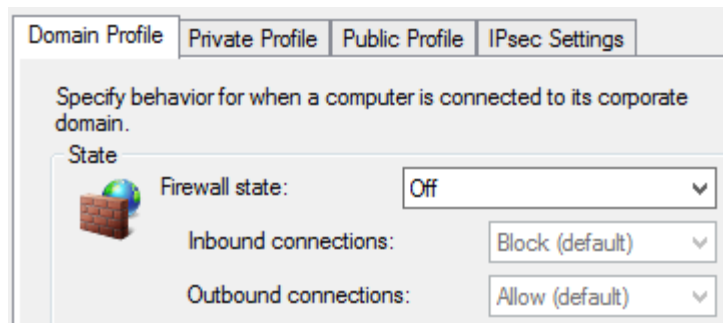 Domain Profile Private Profile Public Profile IPsec Settings
Specify behavior for when a computer is connected to its corporate
domain.
State
Firewall state: Off
Inbound connections: Block (default)
Outbound connections: Allow (default)